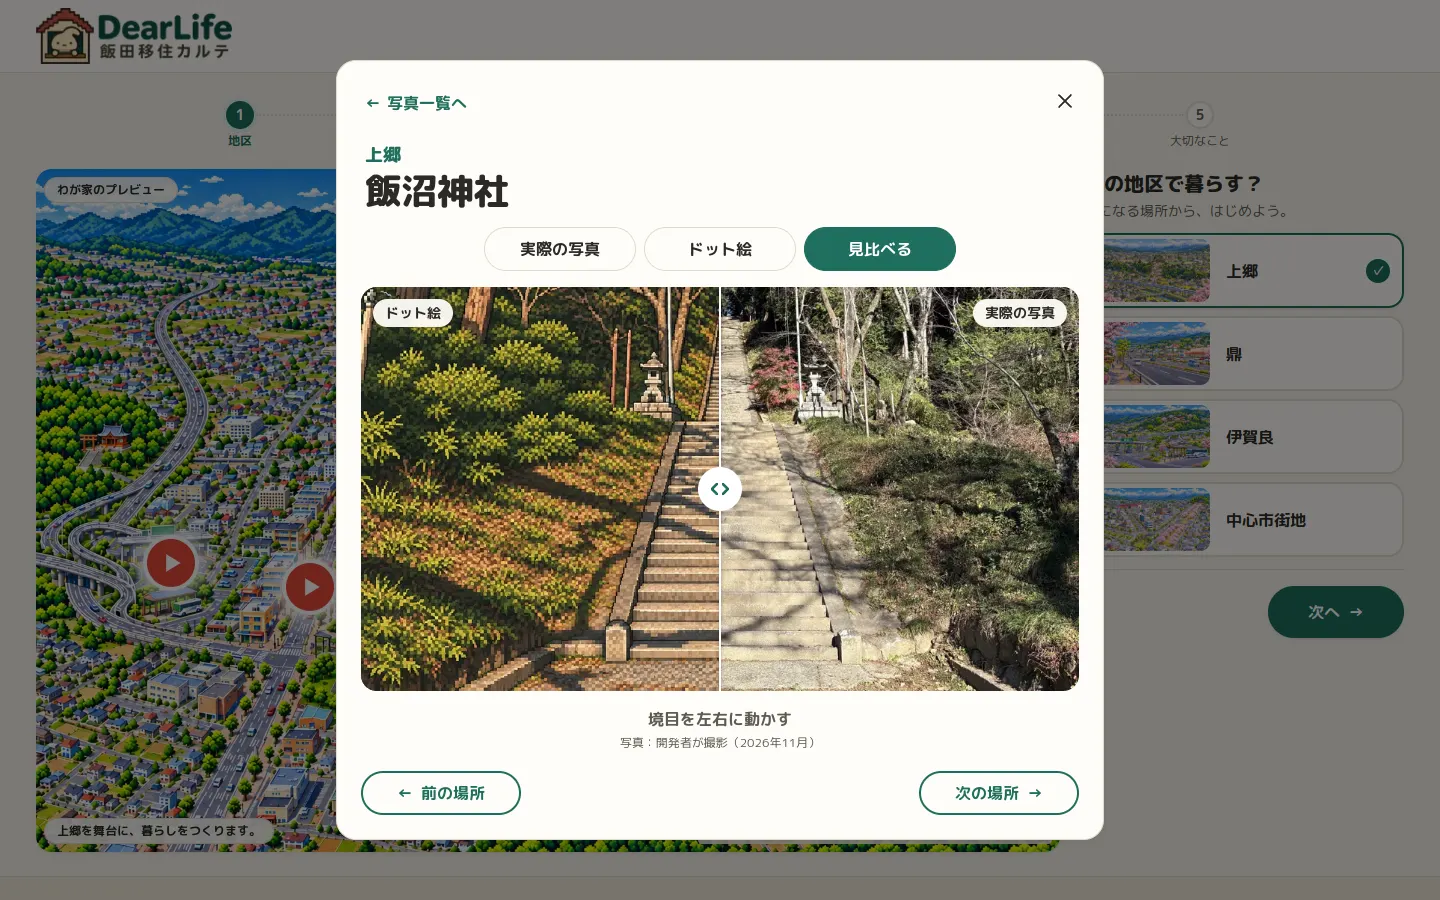 DearLife
飯田移住カルテ
1
地区
5
大切なこと
← 写真一覧へ
上郷
飯沼神社
実際の写真
ドット絵
見比べる
ドット絵
実際の写真
境目を左右に動かす
写真：開発者が撮影（2026年11月）
← 前の場所
次の場所 →
わが家のプレビュー
上郷を舞台に、暮らしをつくります。
の地区で暮らす？
になる場所から、はじめよう。
上郷
鼎
伊賀良
中心市街地
次へ →